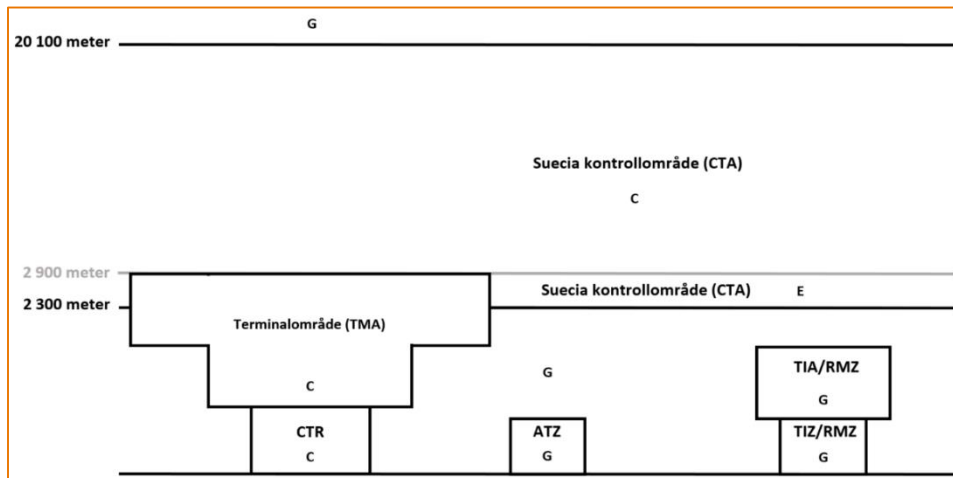 G
20 100 meter
Suecia kontrollområde (CTA)
C
2 900 meter
Suecia kontrollområde (CTA) E
2 300 meter
Terminalområde (TMA)
TIA/RMZ
G
C
G
CTR
C
ATZ
G
TIZ/RMZ
G